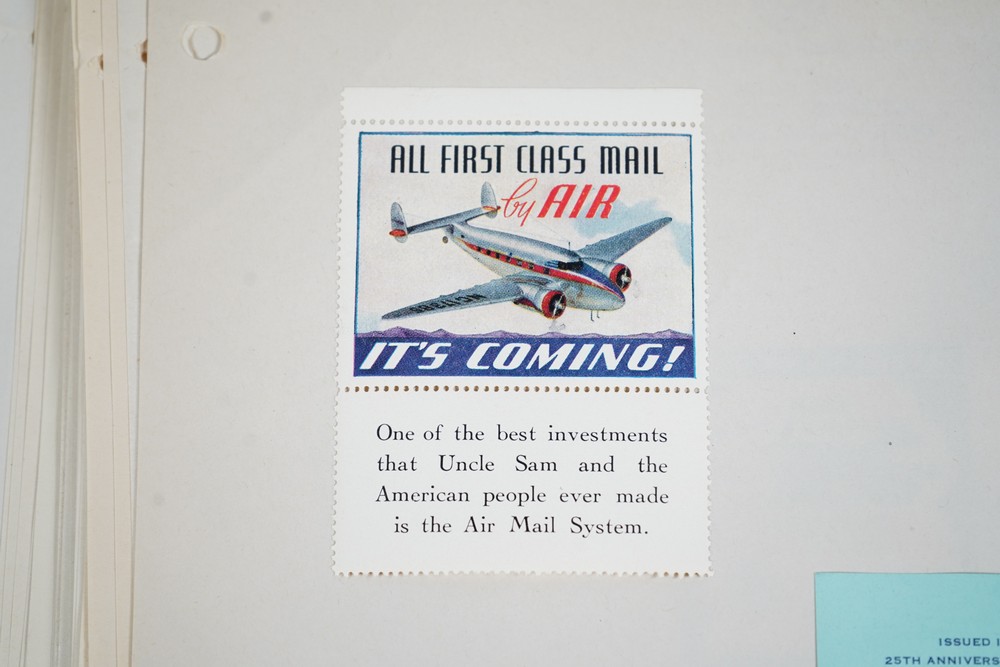 ALL FIRST CLASS MAIL
by AIR
IT'S COMING!
One of the best investments
that Uncle Sam and the
American people ever made
is the Air Mail System.
ISSUED
25TH